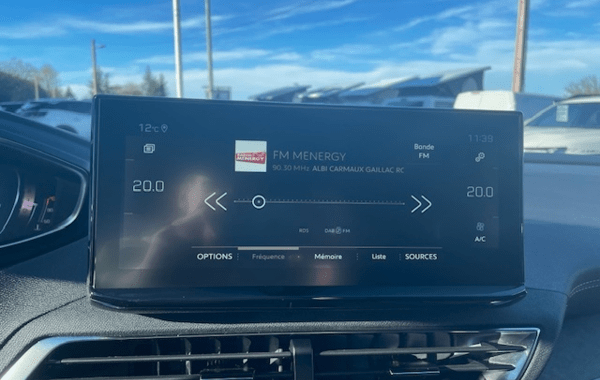 12°C
11:39
MENERGY
FM MENERGY
90.30 MHz ALBI CARMAUX GAILLAC RC
Bande
FM
20.0
20.0
RDS
DAB FM
A/C
OPTIONS
Fréquence
Mémoire
Liste
SOURCES